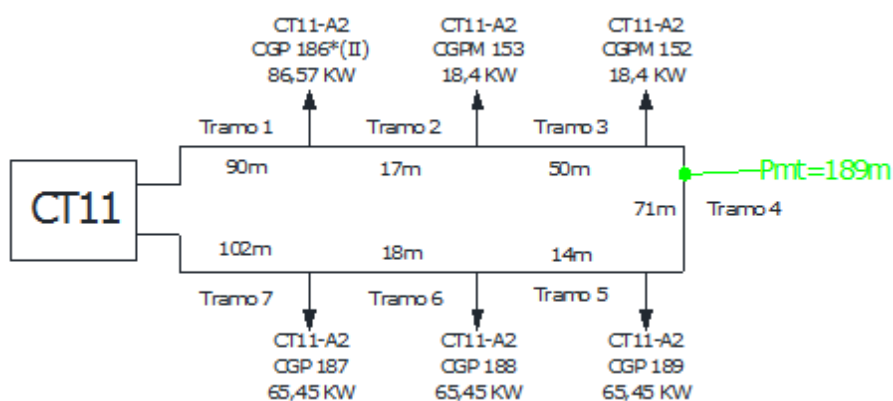 CT11-A2
CGP 186*(II)
86,57 KW
CT11-A2
CGPM 153
18,4 KW
CT11-A2
CGPM 152
18,4 KW
Tramo 1
Tramo 2
Tramo 3
90m
17m
50m
Pmt=189m
CT11
71m
Tramo 4
102m
18m
14m
Tramo 7
Tramo 6
Tramo 5
CT11-A2
CGP 187
65,45 KW
CT11-A2
CGP 188
65,45 KW
CT11-A2
CGP 189
65,45 KW